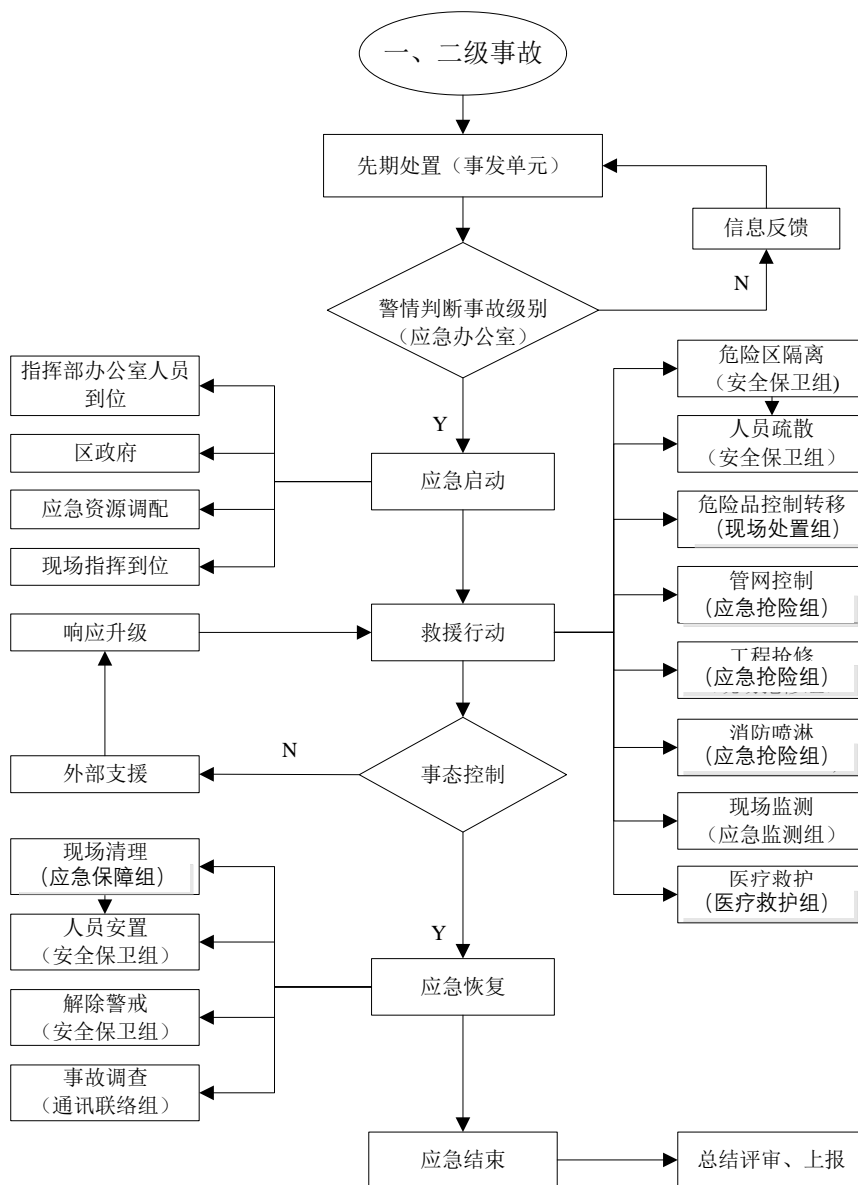 一、二级事故
先期处置（事发单元）
信息反馈
N
警情判断事故级别
（应急办公室）
Y
指挥部办公室人员
到位
区政府
应急资源调配
现场指挥到位
应急启动
危险区隔离
（安全保卫组)
人员疏散
（安全保卫组）
危险品控制转移
（现场处置组）
管网控制
（应急抢险组）
工程抢修
（应急抢险组）
消防喷淋
（应急抢险组）
现场监测
（应急监测组）
医疗救护
（医疗救护组）
响应升级
救援行动
外部支援
N
事态控制
Y
现场清理
（应急保障组）
人员安置
（安全保卫组）
解除警戒
（安全保卫组）
事故调查
（通讯联络组）
应急恢复
应急结束
总结评审、上报